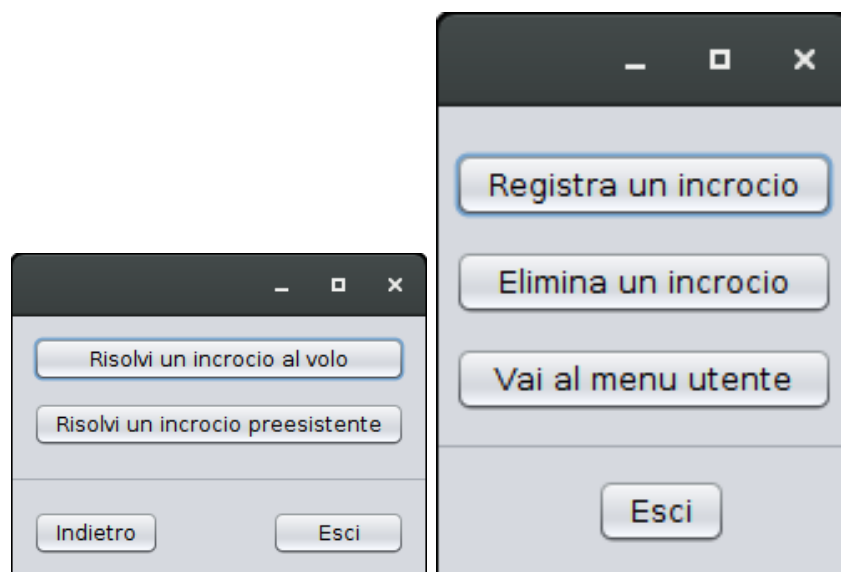 Risolvi un incrocio al volo
Risolvi un incrocio preesistente
Indietro
Esci
Registra un incrocio
Elimina un incrocio
Vai al menu utente
Esci